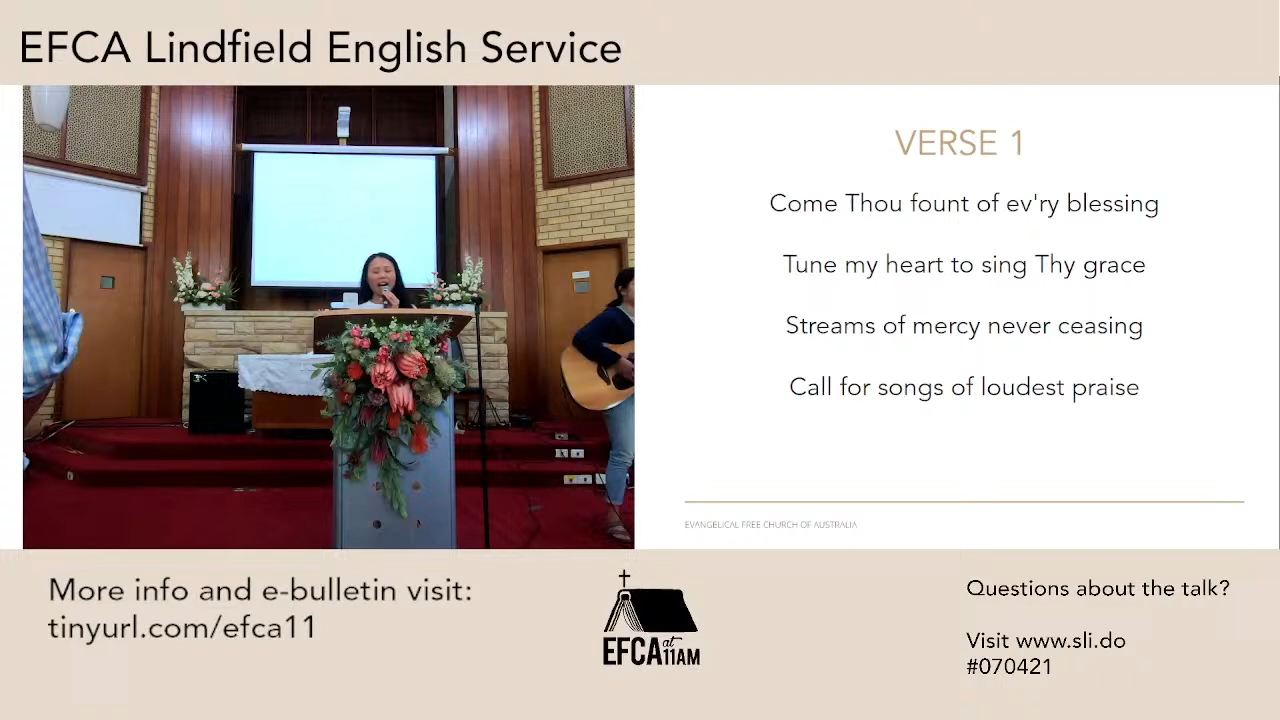 EFCA Lindfield English Service
VERSE 1
Come Thou fount of ev'ry blessing
Tune my heart to sing Thy grace
Streams of mercy never ceasing
Call for songs of loudest praise
EVANGELICAL FREE CHURCH OF AUSTRALIA
More info and e-bulletin visit:
tinyurl.com/efca11
EFCA at 11AM
Questions about the talk?
Visit www.sli.do
#070421